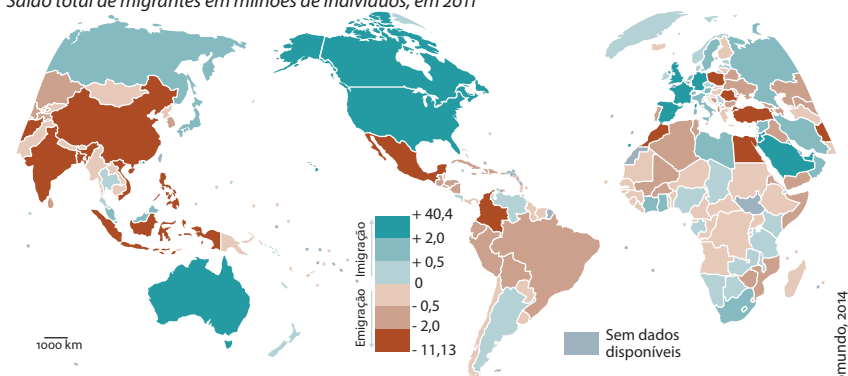 Saldo total de migrantes em milhões de indivíduos, em 2011
+ 40,4
+ 2,0
+ 0,5
0
- 0,5
- 2,0
- 11,13
Imigração
Emigração
Sem dados
disponíveis
1000 km
omundo, 2014